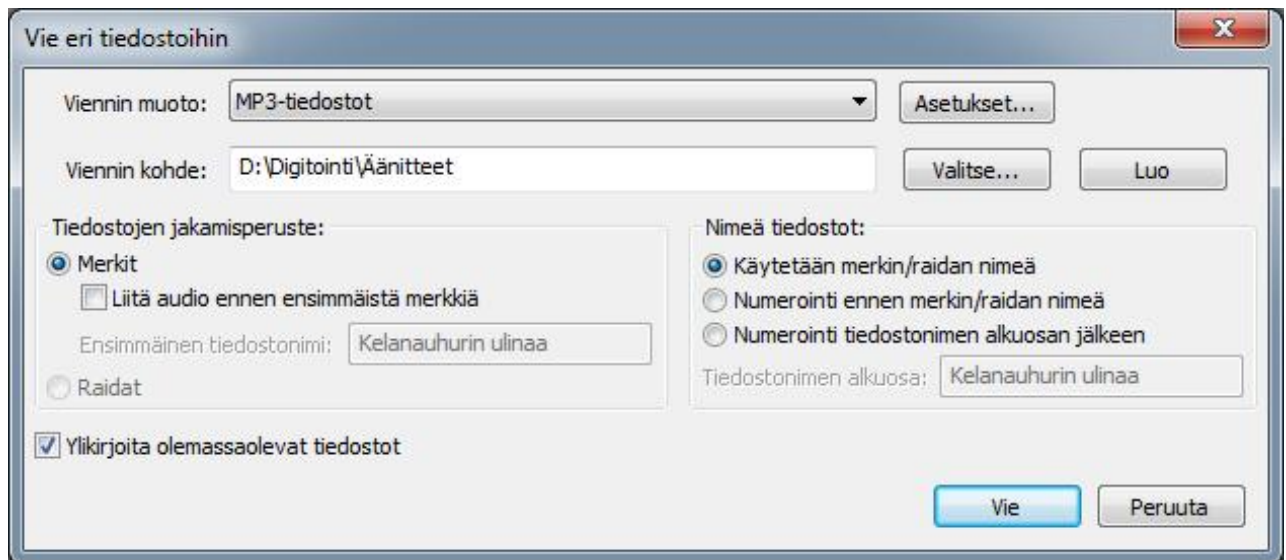 Vie eri tiedostoihin
Viennin muoto: MP3-tiedostot Asetukset...
Viennin kohde: D:\Digitointi\Äänitteet Valitse... Luo
Tiedostojen jakamisperuste:
Merkit
Liitä audio ennen ensimmäistä merkkiä
Ensimmäinen tiedostonimi: Kelanauhurin ulinaa
Raidat
Nimeä tiedostot:
Käytetään merkin/raidan nimeä
Numerointi ennen merkin/raidan nimeä
Numerointi tiedostonimen alkuosan jälkeen
Tiedostonimen alkuosa: Kelanauhurin ulinaa
Ylikirjoita olemassaolevat tiedostot
Vie Peruuta